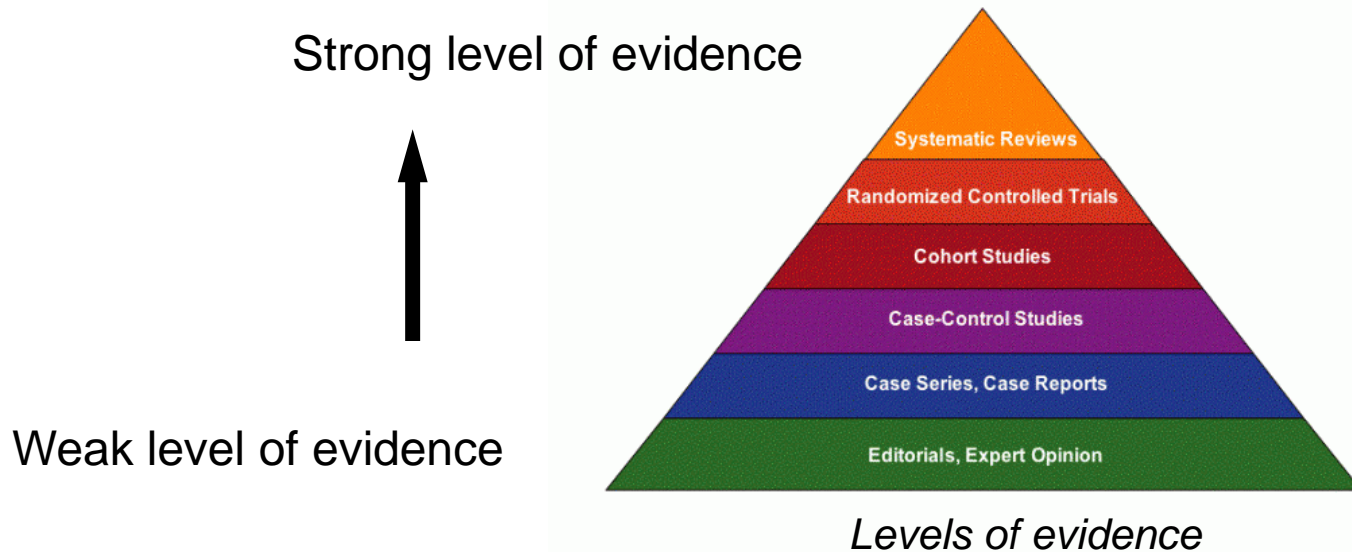 Strong level of evidence
Systematic Reviews
Randomized Controlled Trials
Cohort Studies
Case-Control Studies
Case Series, Case Reports
Weak level of evidence
Editorials, Expert Opinion
Levels of evidence